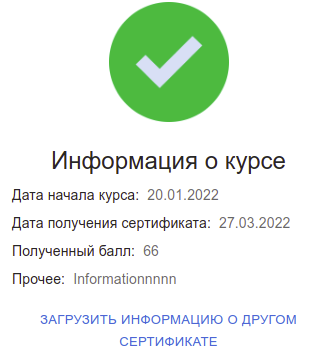 Информация о курсе
Дата начала курса: 20.01.2022
Дата получения сертификата: 27.03.2022
Полученный балл: 66
Прочее: Informationnnnn
ЗАГРУЗИТЬ ИНФОРМАЦИЮ О ДРУГОМ
СЕРТИФИКАТЕ